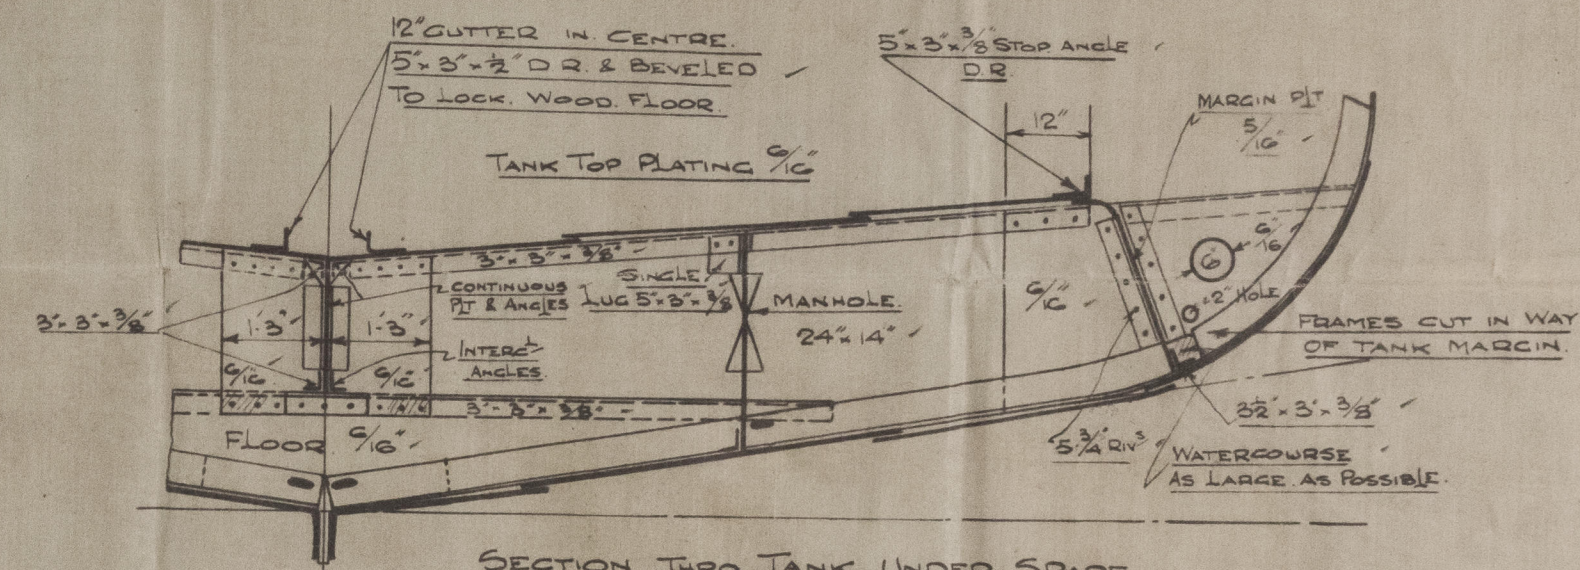 12" GUTTER IN. CENTRE.
5" x 3" x 1/2" D.R. & BEVELED
TO LOCK. WOOD. FLOOR.
5" x 3" x 3/8" STOP. ANGLE
D.R.
MARGIN PLT
5/16"
12"
TANK TOP PLATING 6/16"
3" x 3" x 3/8"
SINGLE
LUG 5" x 3" x 3/8
CONTINUOUS
PLT & ANGLES
MANHOLE.
24" x 14"
6/16"
6/16
6"
2" HOLE
FRAMES CUT IN WAY
OF TANK MARGIN.
3" x 3" x 3/8"
1'-3"
1'-3"
INTERCL
ANGLES.
6/16"
6/16"
3" x 3" x 3/8"
FLOOR 6/16"
3 1/2" x 3" x 3/8"
5-3/4" RIVS
WATERCOURSE
AS LARGE. AS POSSIBLE.
SECTION THRO TANK UNDER SPACE